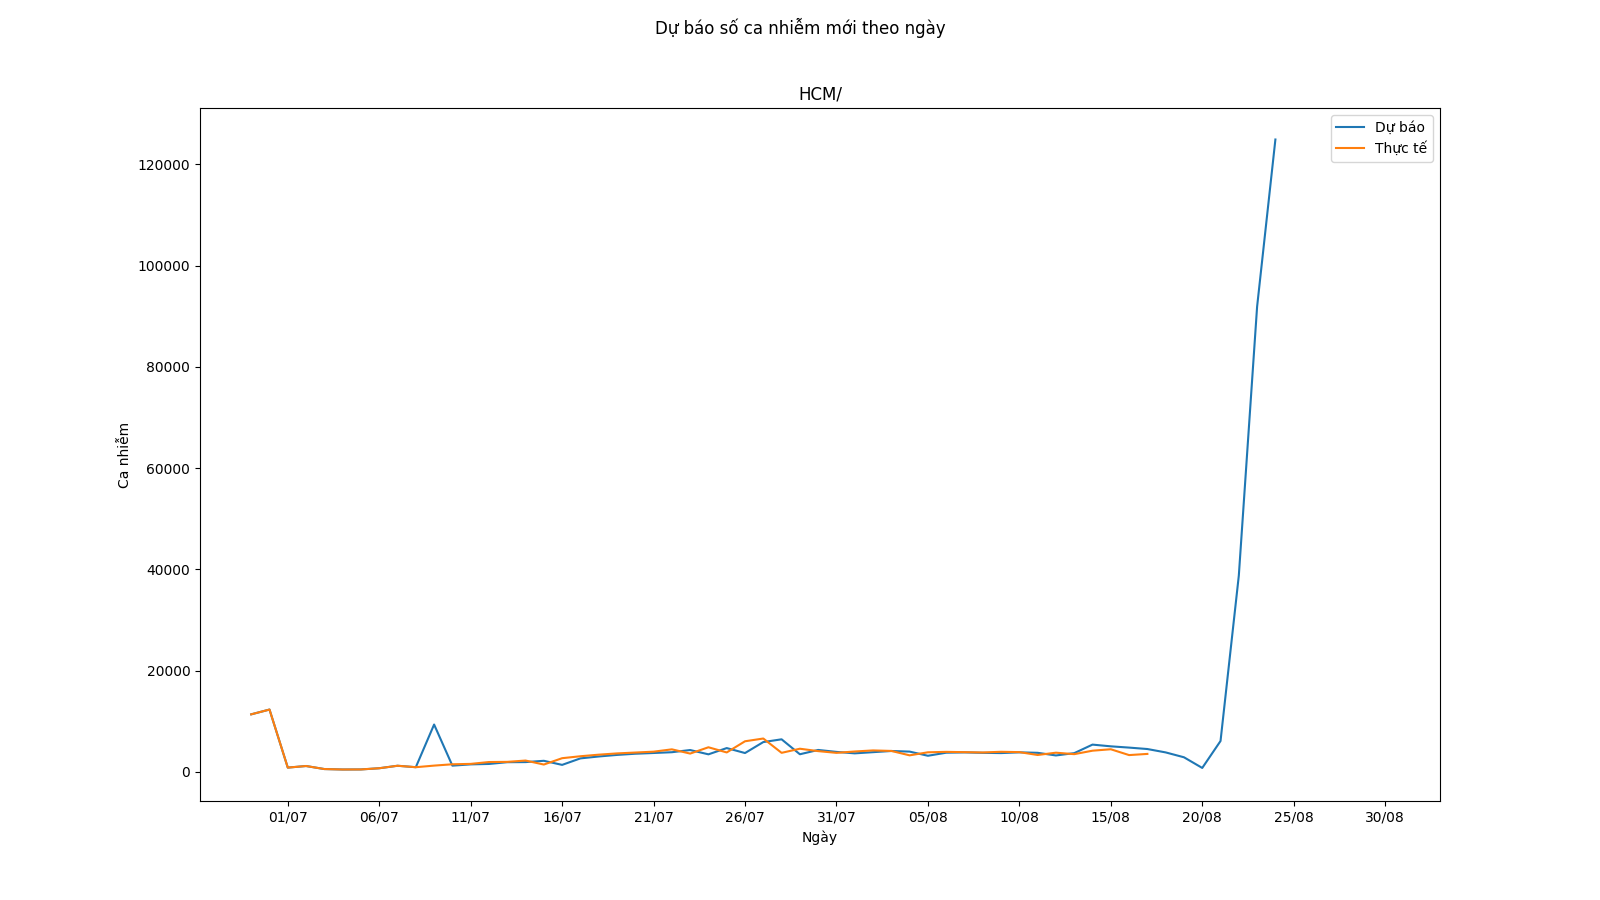 Dự báo số ca nhiễm mới theo ngày
HCM/
Dự báo
Thực tế
120000
100000
80000
60000
40000
20000
0
Ca nhiễm
01/07 06/07 11/07 16/07 21/07 26/07 31/07 05/08 10/08 15/08 20/08 25/08 30/08
Ngày